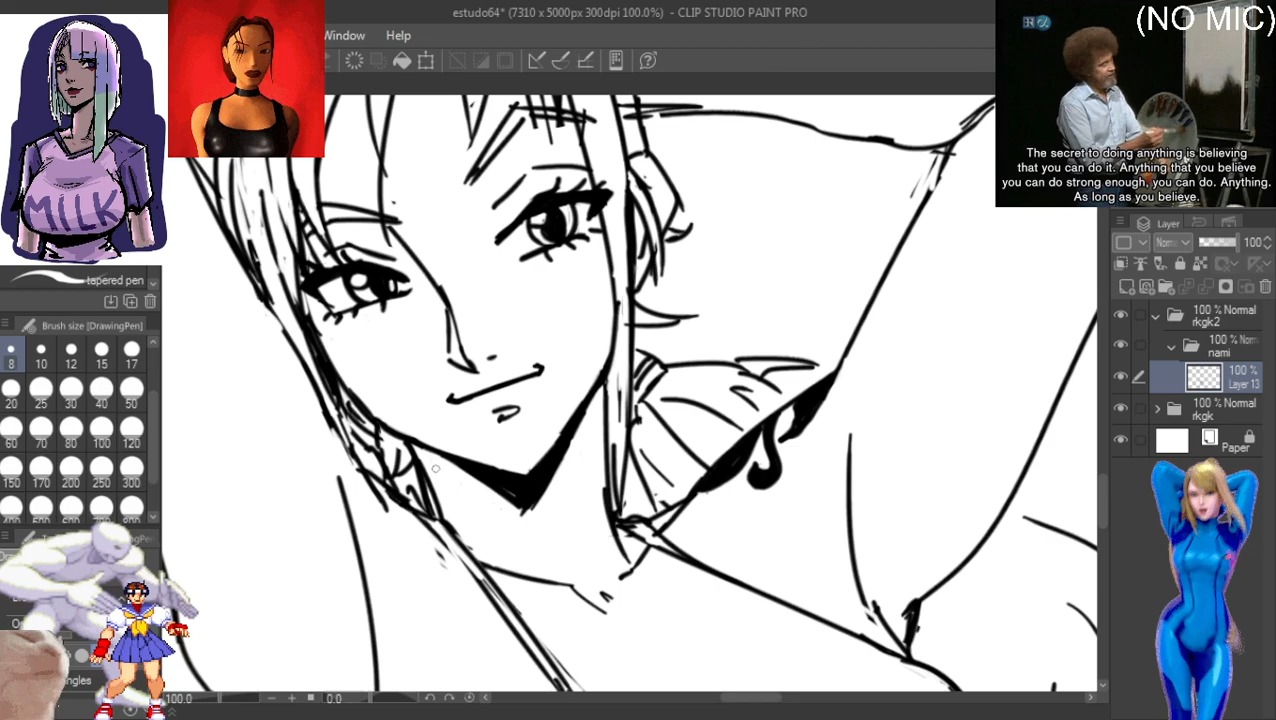 estudo64* (7310 x 5000px 300dpi 100.0%) - CLIP STUDIO PAINT PRO
(NO MIC)
Window Help
MILK
The secret to doing anything is believing
that you can do it. Anything that you believe
you can do strong enough, you can do. Anything.
As long as you believe.
tapered pen
Brush size [DrawingPen]
8 10 12 15 17
20 25 30 40 50
60 70 80 100 120
150 170 200 250 300
Layer
100
100 % Normal
rkgk2
100 %
nami
100 %
Layer 13
100 % Normal
rkgk
Paper
100.0
0.0